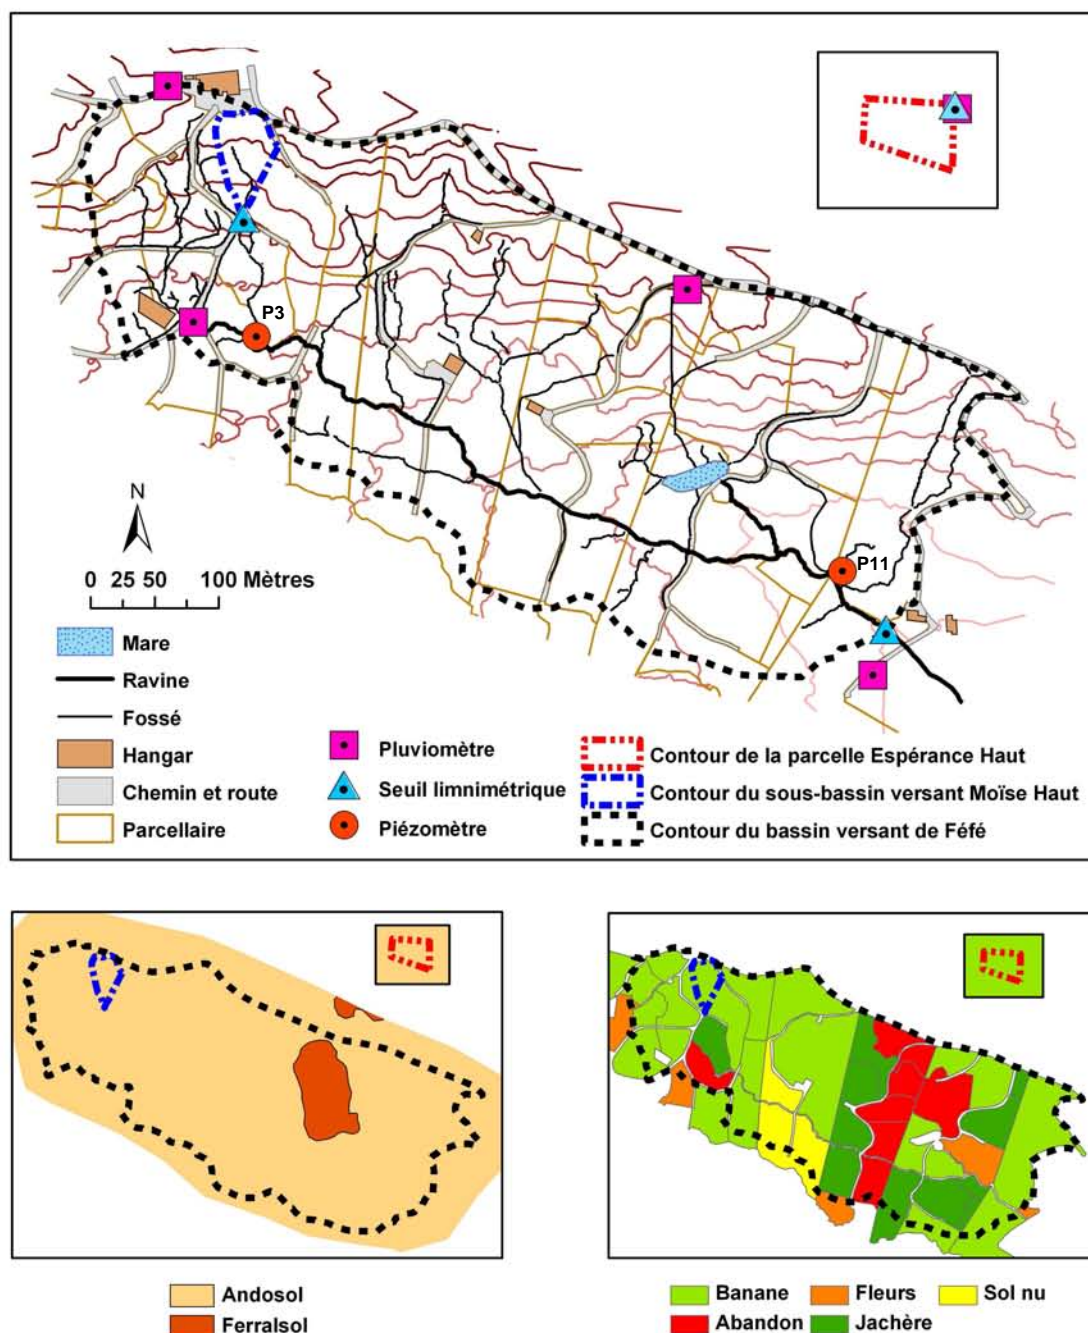 P3
N
P11
0 25 50 100 Mètres
Mare
Ravine
Fossé
Hangar
Chemin et route
Parcellaire
Pluviomètre
Seuil limnimétrique
Piézomètre
Contour de la parcelle Espérance Haut
Contour du sous-bassin versant Moïse Haut
Contour du bassin versant de Féfé
Andosol
Ferralsol
Banane
Fleurs
Sol nu
Abandon
Jachère